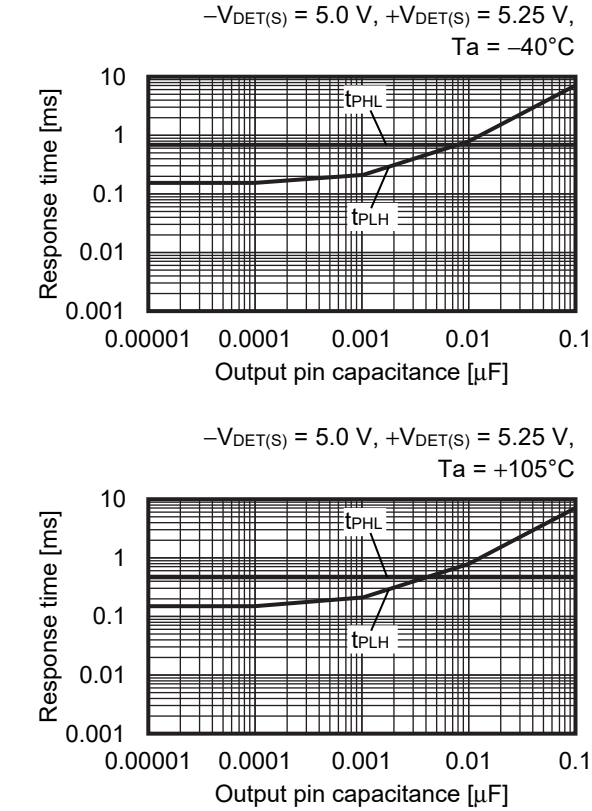 −VDET(S) = 5.0 V, +VDET(S) = 5.25 V,
Ta = −40°C
Response time [ms]
10
1
0.1
0.01
0.001
tPHL
tPLH
0.00001 0.0001 0.001 0.01 0.1
Output pin capacitance [μF]
−VDET(S) = 5.0 V, +VDET(S) = 5.25 V,
Ta = +105°C
Response time [ms]
10
1
0.1
0.01
0.001
tPHL
tPLH
0.00001 0.0001 0.001 0.01 0.1
Output pin capacitance [μF]